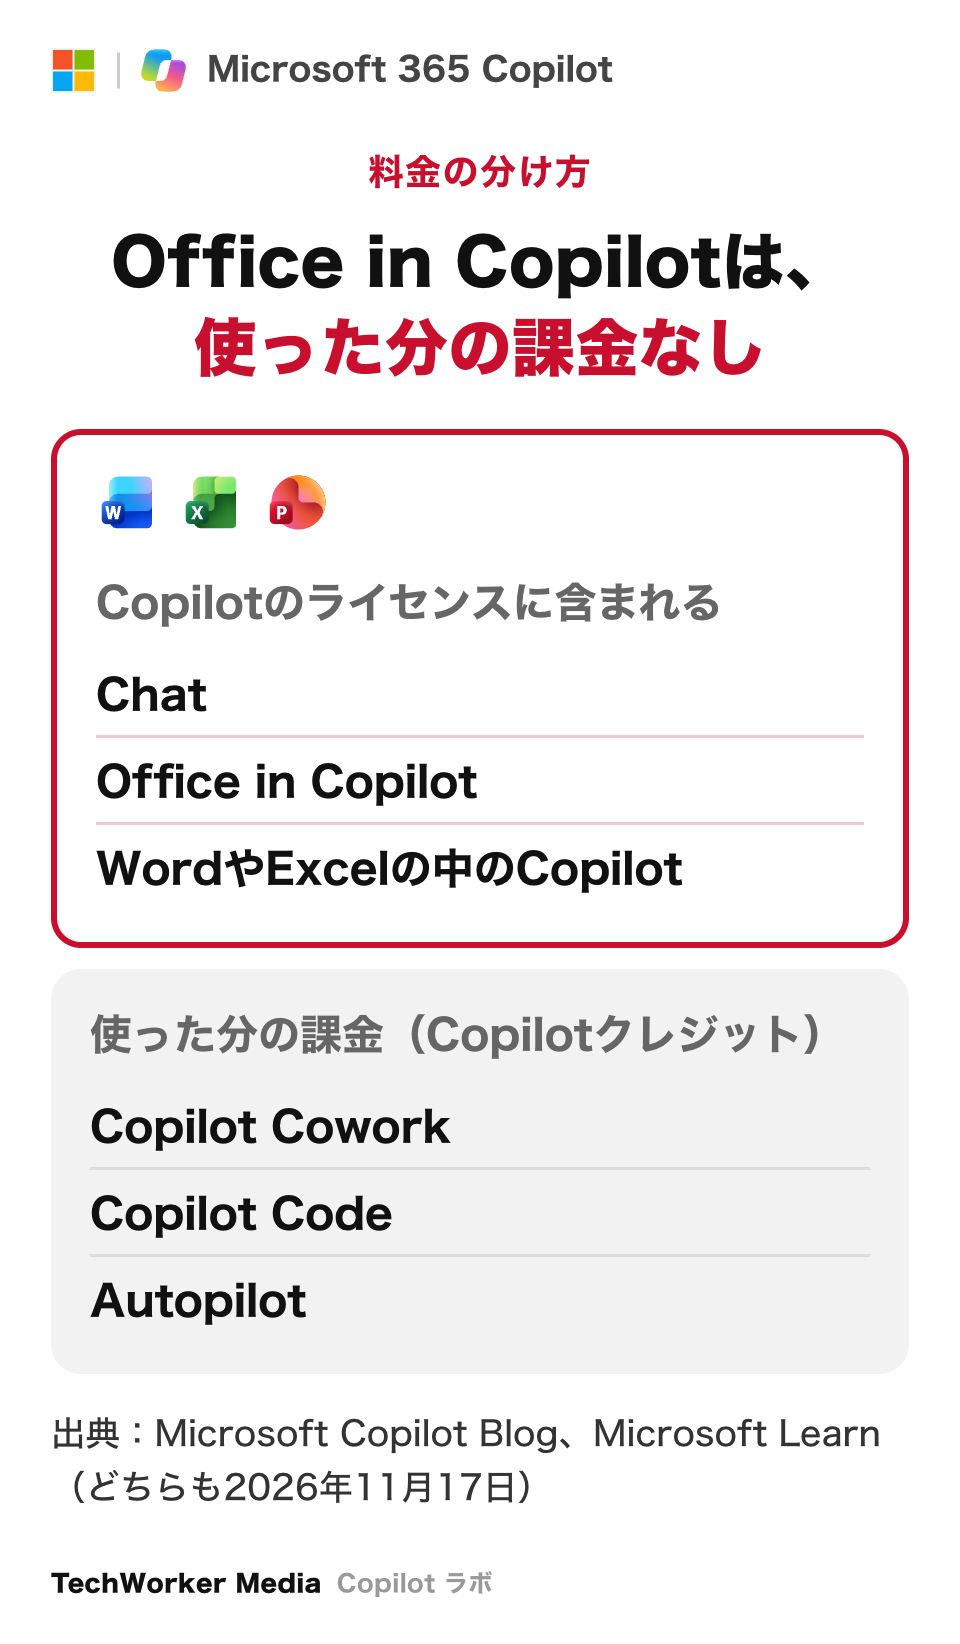 Microsoft 365 Copilot
料金の分け方
Office in Copilotは、
使った分の課金なし
W X P
Copilotのライセンスに含まれる
Chat
Office in Copilot
WordやExcelの中のCopilot
使った分の課金（Copilotクレジット）
Copilot Cowork
Copilot Code
Autopilot
出典：Microsoft Copilot Blog、Microsoft Learn
（どちらも2026年11月17日）
TechWorker Media Copilot ラボ